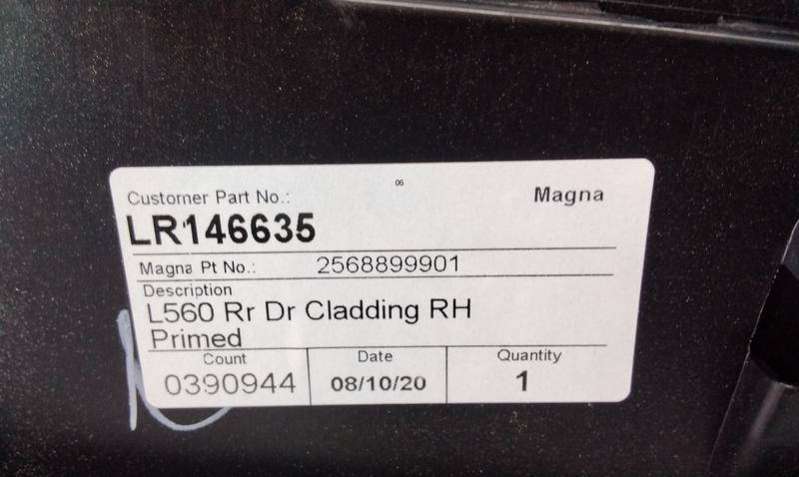 06
Customer Part No.: Magna
LR146635
Magna Pt No.: 2568899901
Description
L560 Rr Dr Cladding RH
Primed
Count Date Quantity
0390944 08/10/20 1